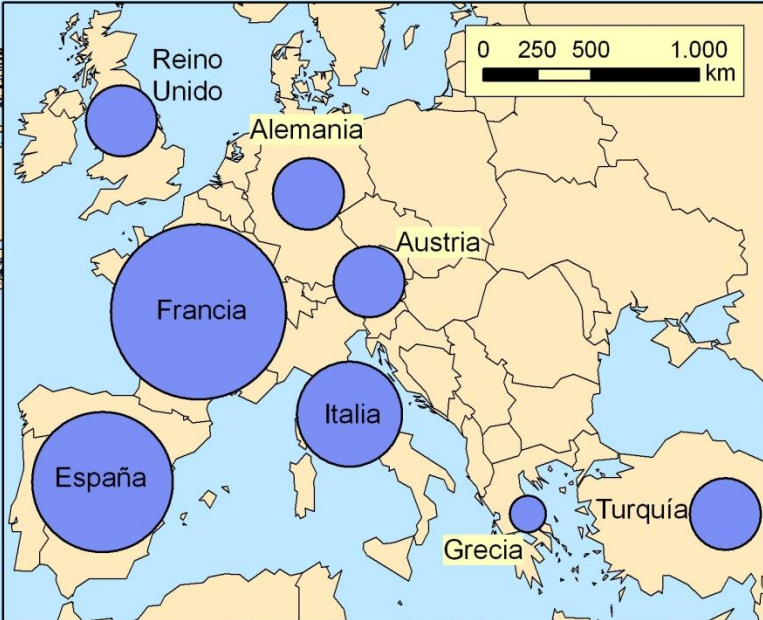 Reino
Unido
0 250 500 1.000
km
Alemania
Austria
Francia
Italia
España
Turquía
Grecia